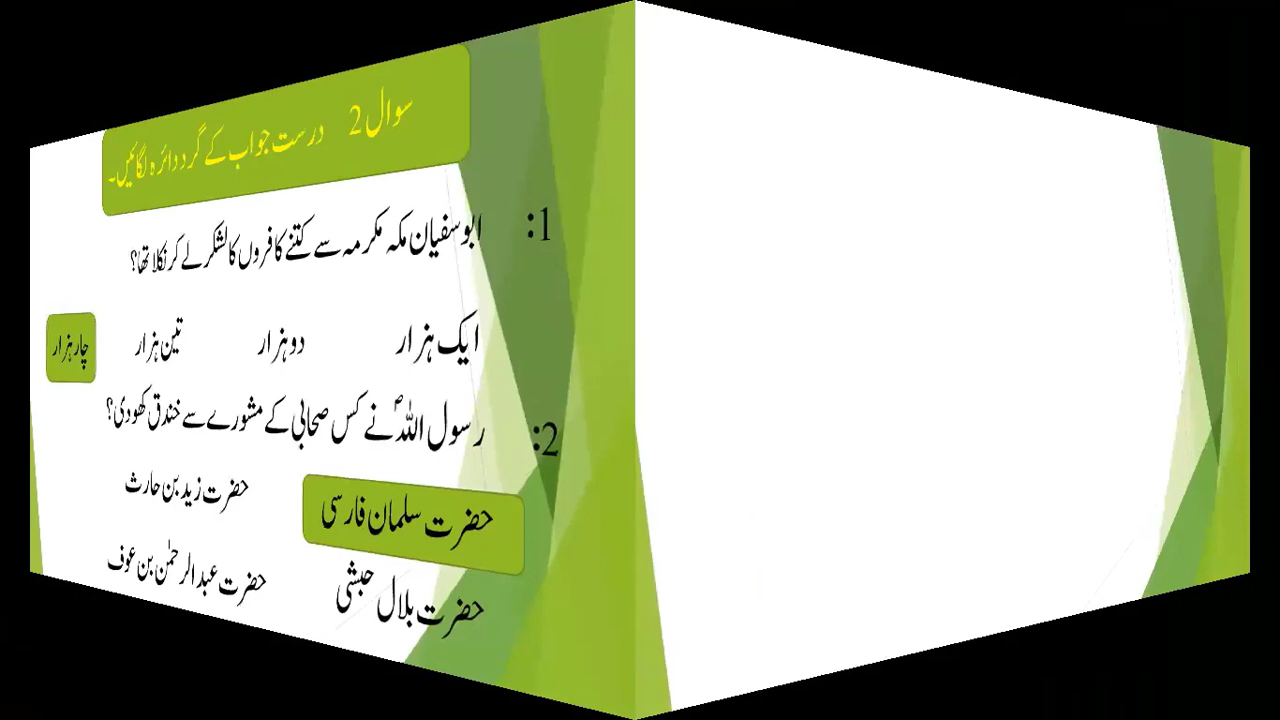 سوال 2 درست جواب کے گرد دائرہ لگائیں۔
1: ابوسفیان مکہ مکرمہ سے کتنے کافروں کا لشکر لے کر نکلا تھا؟
ایک ہزار دو ہزار تین ہزار چار ہزار
2: رسول اللہ ؐ نے کس صحابی کے مشورے سے خندق کھودی؟
حضرت سلمان فارسی حضرت زید بن حارث
حضرت بلال حبشی حضرت عبدالرحمٰن بن عوف